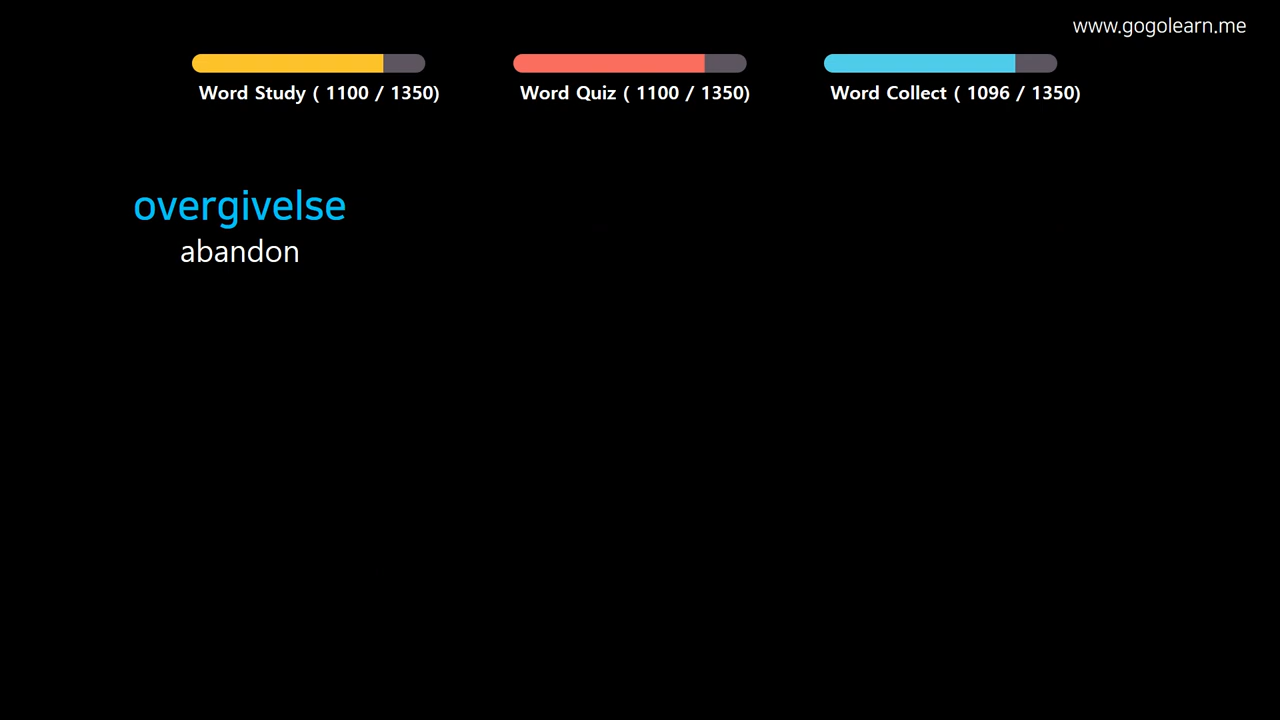 www.gogolearn.me
Word Study ( 1100 / 1350)
Word Quiz ( 1100 / 1350)
Word Collect ( 1096 / 1350)
overgivelse
abandon